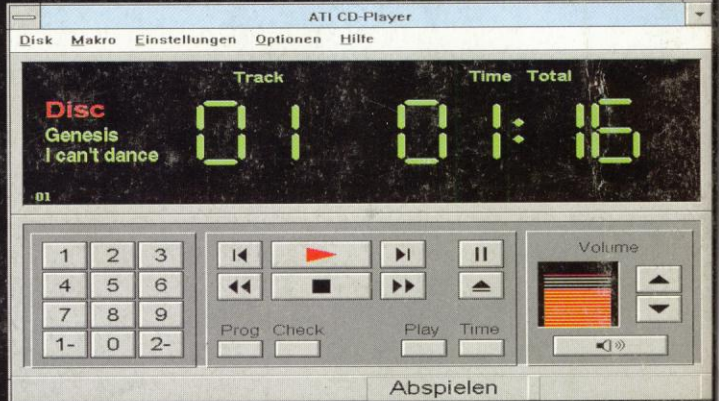 ATI CD-Player
Disk Makro Einstellungen Optionen Hilfe
Track Time Total
Disc
Genesis
I can't dance
01 01:16
01
1 2 3
4 5 6
7 8 9
1- 0 2-
Prog Check Play Time
Volume
Abspielen